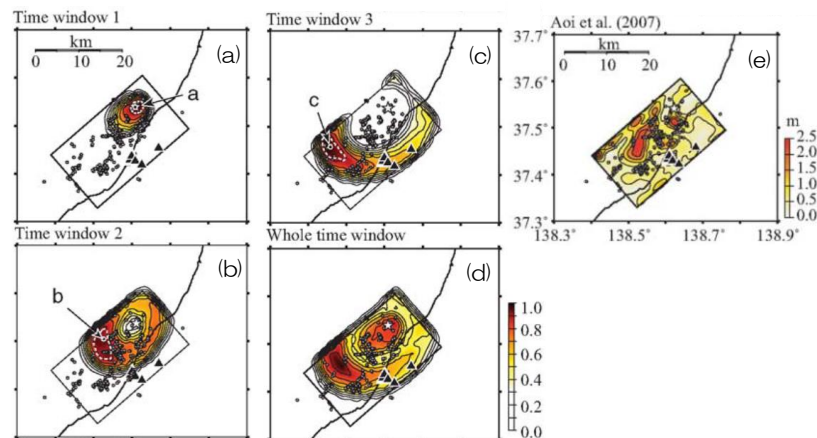 Time window 1
(a)
km
0 10 20
a
Time window 3
(c)
c
Aoi et al. (2007)
(e)
km
0 10 20
37.6°
37.5°
37.4°
37.3°
138.3° 138.5° 138.7° 138.9°
m
2.5
2.0
1.5
1.0
0.5
0.0
Time window 2
(b)
b
Whole time window
(d)
1.0
0.8
0.6
0.4
0.2
0.0
37.7°